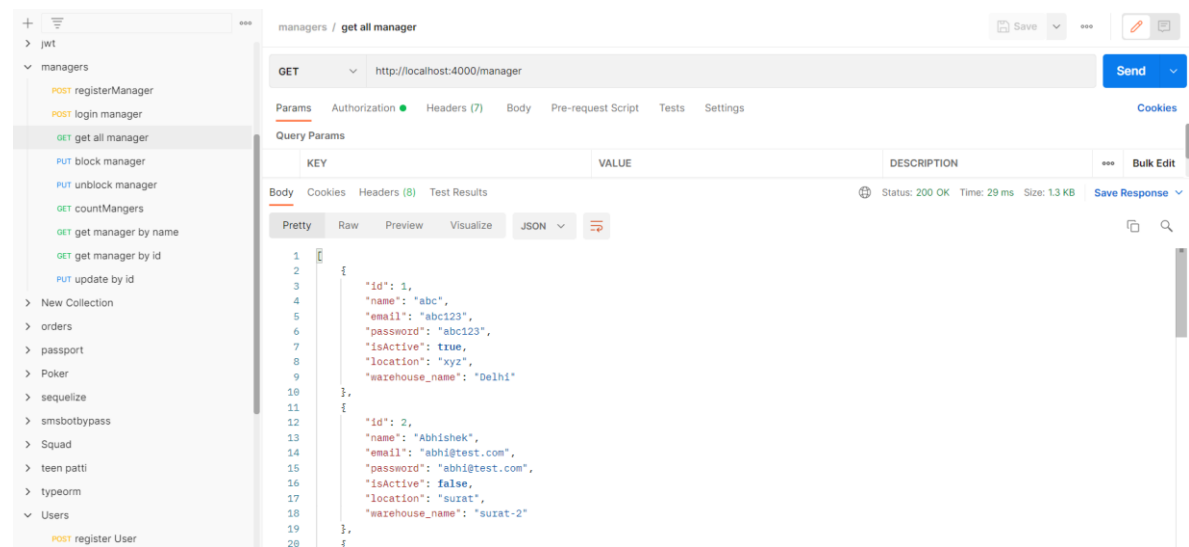 managers / get all manager
Save
jwt
managers
POST registerManager
POST login manager
GET get all manager
PUT block manager
PUT unblock manager
GET countMangers
GET get manager by name
GET get manager by id
PUT update by id
New Collection
orders
passport
Poker
sequelize
smsbotbypass
Squad
teen patti
typeorm
Users
POST register User
GET http://localhost:4000/manager Send
Params Authorization Headers (7) Body Pre-request Script Tests Settings Cookies
Query Params
KEY VALUE DESCRIPTION Bulk Edit
Body Cookies Headers (8) Test Results Status: 200 OK Time: 29 ms Size: 1.3 KB Save Response
Pretty Raw Preview Visualize JSON
1 [
2 {
3 "id": 1,
4 "name": "abc",
5 "email": "abc123",
6 "password": "abc123",
7 "isActive": true,
8 "location": "xyz",
9 "warehouse_name": "Delhi"
10 },
11 {
12 "id": 2,
13 "name": "Abhishek",
14 "email": "abhi@test.com",
15 "password": "abhi@test.com",
16 "isActive": false,
17 "location": "surat",
18 "warehouse_name": "surat-2"
19 },
20 {